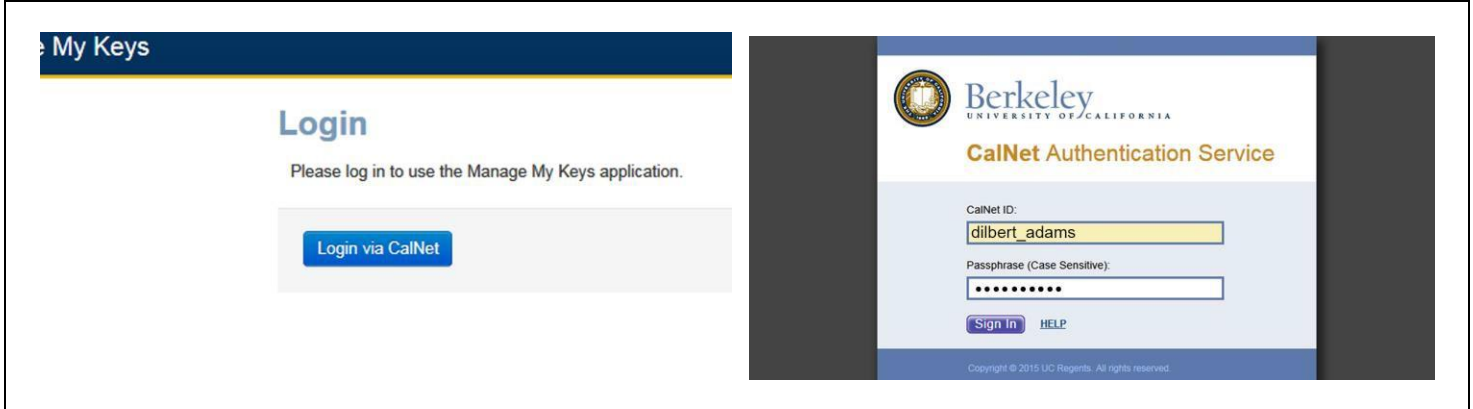 My Keys
Login
Please log in to use the Manage My Keys application.
Login via CalNet
Berkeley
UNIVERSITY OF CALIFORNIA
CalNet Authentication Service
CalNet ID:
dilbert_adams
Passphrase (Case Sensitive):
••••••••••
Sign In HELP
Copyright © 2015 UC Regents. All rights reserved.